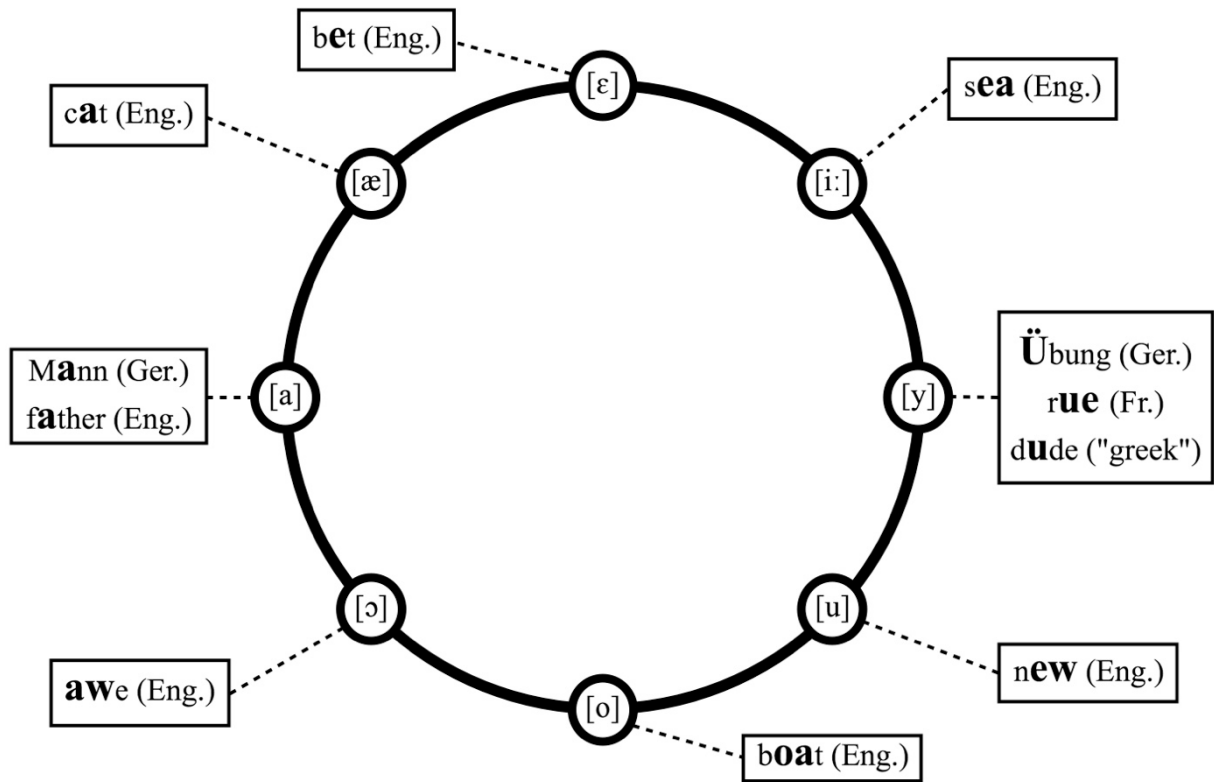 bet (Eng.)
cat (Eng.)
[ɛ]
sea (Eng.)
[æ]
[iː]
Mann (Ger.)
father (Eng.)
[a]
[y]
Übung (Ger.)
rue (Fr.)
dude ("greek")
[ɔ]
[u]
awe (Eng.)
new (Eng.)
[o]
boat (Eng.)